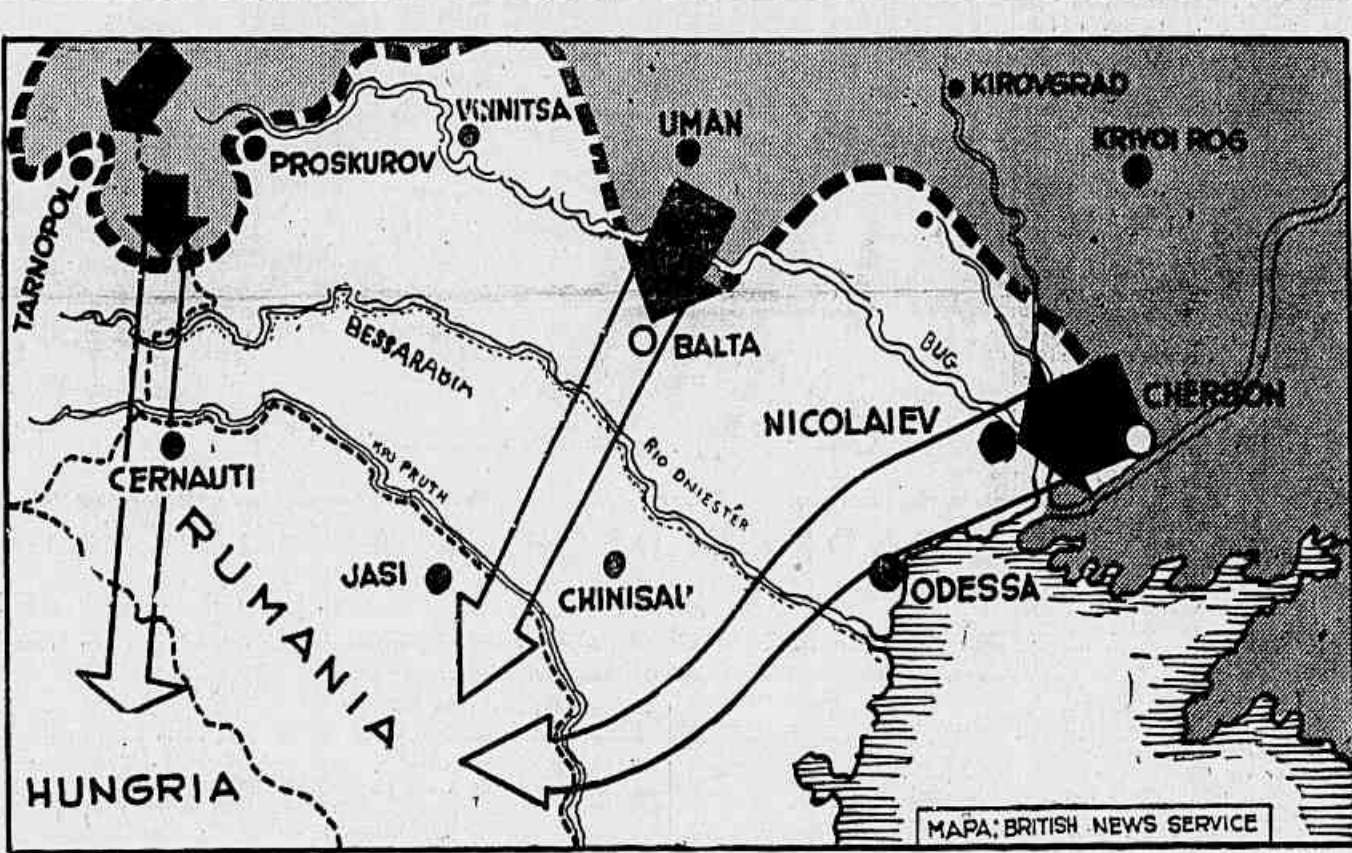 KIROVGRAD
VINNITSA
UMAN
KRIVOI ROG
PROSKUROV
TARNOPOL
BESSARABIA
BALTA
BUG
CHERSON
NICOLAIEV
CERNAUTI
RIO PRUTH
RIO DNIESTER
RUMANIA
JASI
CHINISAU
ODESSA
HUNGRIA
MAPA: BRITISH NEWS SERVICE